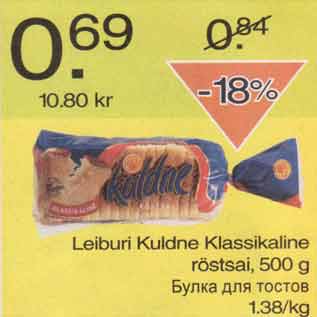 0.69
0.84
10.80 kr
-18%
kuldne
KLASSIKALINE
Leiburi Kuldne Klassikaline
röstsai, 500 g
Булка для тостов
1.38/kg